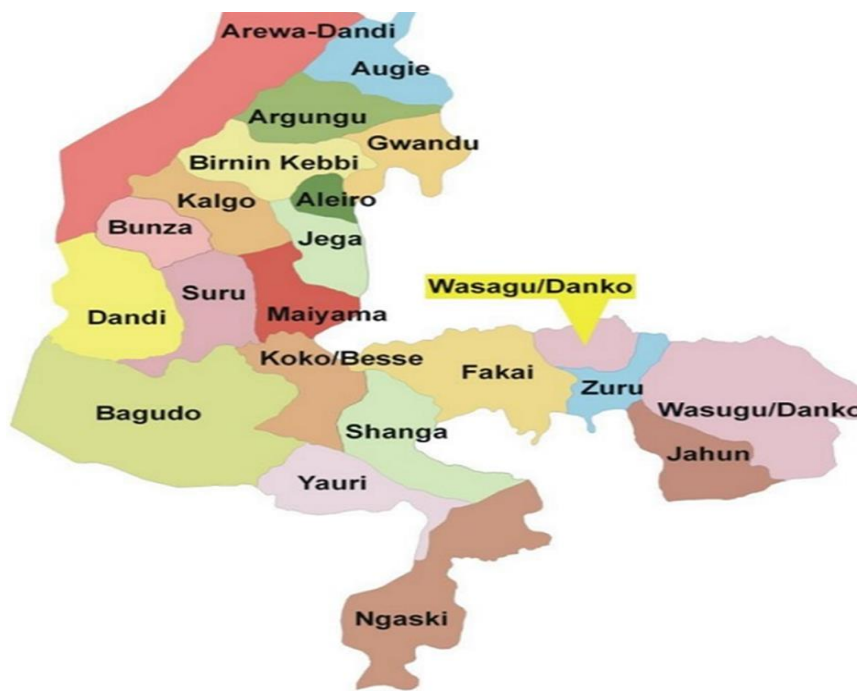 Arewa-Dandi
Augie
Argungu
Gwandu
Birnin Kebbi
Kalgo
Aleiro
Bunza
Jega
Wasagu/Danko
Suru
Dandi
Maiyama
Koko/Besse
Fakai
Zuru
Bagudo
Wasugu/Danko
Shanga
Jahun
Yauri
Ngaski